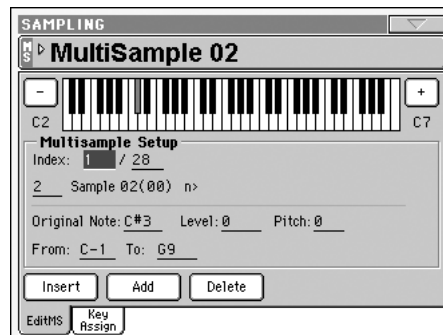 SAMPLING
MS MultiSample 02
- +
C2 C7
Multisample Setup
Index: 1 / 28
2 Sample 02(00) n>
Original Note: C#3 Level: 0 Pitch: 0
From: C-1 To: G9
Insert Add Delete
EditMS Key Assign